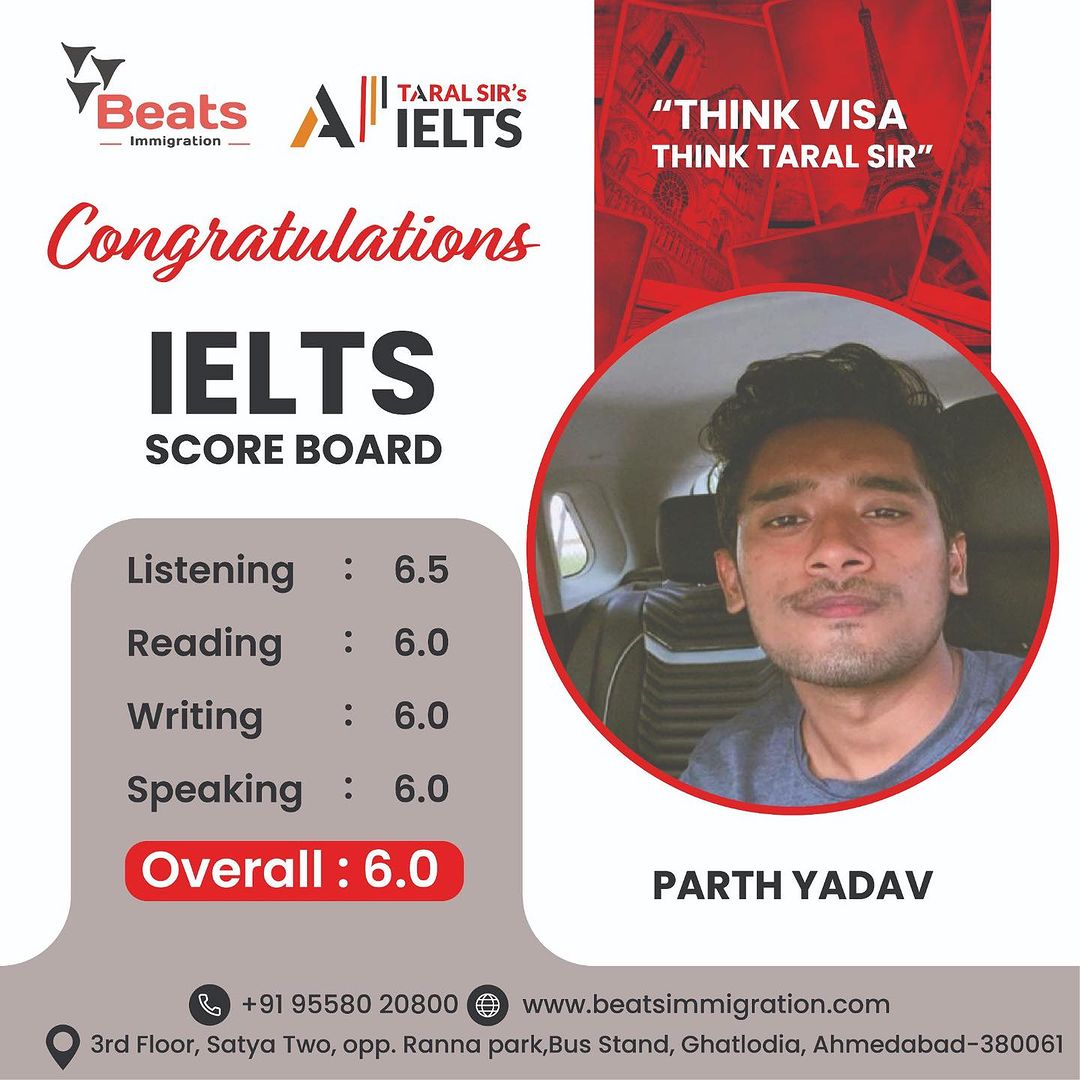 Beats
Immigration
TARAL SIR's
IELTS
"THINK VISA
THINK TARAL SIR"
Congratulations
IELTS
SCORE BOARD
Listening : 6.5
Reading : 6.0
Writing : 6.0
Speaking : 6.0
Overall : 6.0
PARTH YADAV
+91 95580 20800 www.beatsimmigration.com
3rd Floor, Satya Two, opp. Ranna park,Bus Stand, Ghatlodia, Ahmedabad-380061